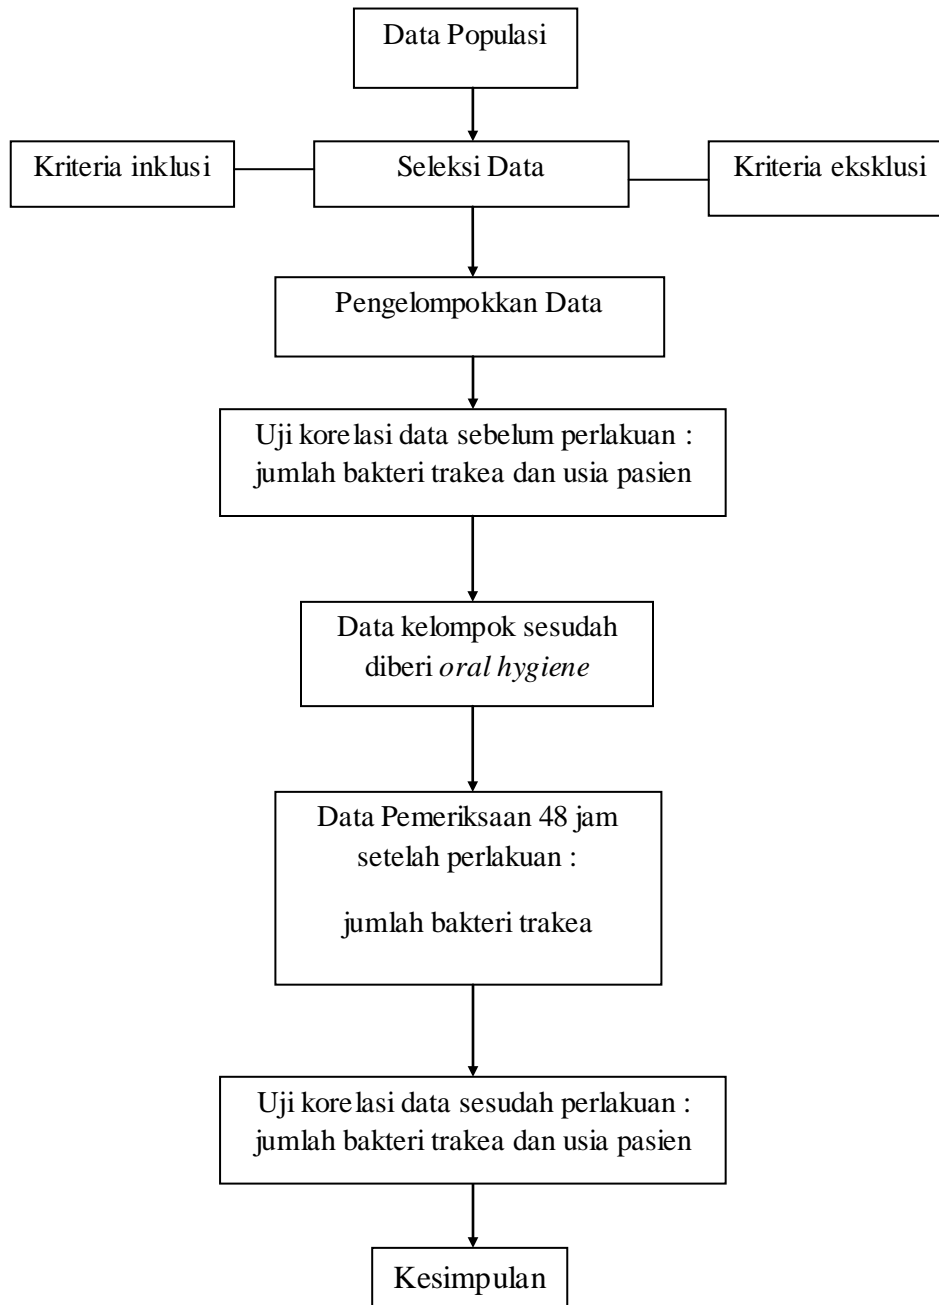 Data Populasi
Kriteria inklusi
Seleksi Data
Kriteria eksklusi
Pengelompokkan Data
Uji korelasi data sebelum perlakuan :
jumlah bakteri trakea dan usia pasien
Data kelompok sesudah
diberi oral hygiene
Data Pemeriksaan 48 jam
setelah perlakuan :
jumlah bakteri trakea
Uji korelasi data sesudah perlakuan :
jumlah bakteri trakea dan usia pasien
Kesimpulan